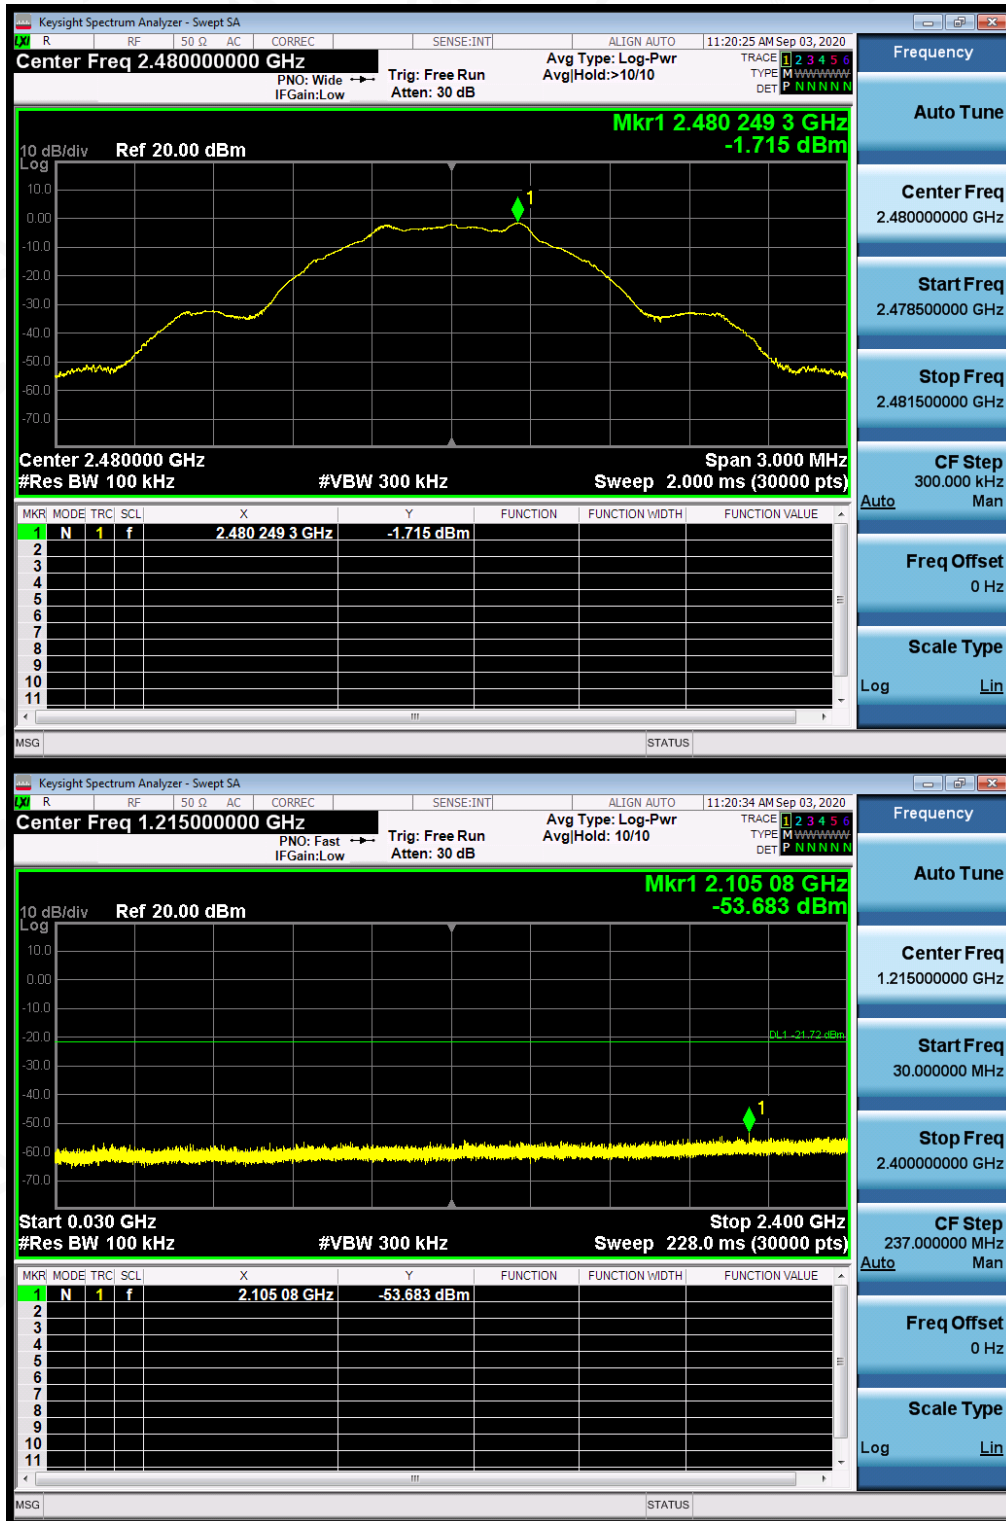 Keysight Spectrum Analyzer - Swept SA
LXI R RF 50 Ω AC CORREC SENSE:INT ALIGN AUTO 11:20:25 AM Sep 03, 2020
Center Freq 2.480000000 GHz
PNO: Wide
IFGain:Low
Trig: Free Run
Atten: 30 dB
Avg Type: Log-Pwr
Avg|Hold:>10/10
TRACE 1 2 3 4 5 6
TYPE M WWWWW
DET P N N N N N
Mkr1 2.480 249 3 GHz
-1.715 dBm
10 dB/div Ref 20.00 dBm
Log
10.0
0.00
-10.0
-20.0
-30.0
-40.0
-50.0
-60.0
-70.0
1
Center 2.480000 GHz Span 3.000 MHz
#Res BW 100 kHz #VBW 300 kHz Sweep 2.000 ms (30000 pts)
MKR MODE TRC SCL X Y FUNCTION FUNCTION WIDTH FUNCTION VALUE
1 N 1 f 2.480 249 3 GHz -1.715 dBm
2
3
4
5
6
7
8
9
10
11
MSG STATUS
Frequency
Auto Tune
Center Freq
2.480000000 GHz
Start Freq
2.478500000 GHz
Stop Freq
2.481500000 GHz
CF Step
300.000 kHz
Auto Man
Freq Offset
0 Hz
Scale Type
Log Lin
Keysight Spectrum Analyzer - Swept SA
LXI R RF 50 Ω AC CORREC SENSE:INT ALIGN AUTO 11:20:34 AM Sep 03, 2020
Center Freq 1.215000000 GHz
PNO: Fast
IFGain:Low
Trig: Free Run
Atten: 30 dB
Avg Type: Log-Pwr
Avg|Hold: 10/10
TRACE 1 2 3 4 5 6
TYPE M WWWWW
DET P N N N N N
Mkr1 2.105 08 GHz
-53.683 dBm
10 dB/div Ref 20.00 dBm
Log
10.0
0.00
-10.0
-20.0
-30.0
-40.0
-50.0
-60.0
-70.0
DL1 -21.72 dBm
1
Start 0.030 GHz Stop 2.400 GHz
#Res BW 100 kHz #VBW 300 kHz Sweep 228.0 ms (30000 pts)
MKR MODE TRC SCL X Y FUNCTION FUNCTION WIDTH FUNCTION VALUE
1 N 1 f 2.105 08 GHz -53.683 dBm
2
3
4
5
6
7
8
9
10
11
MSG STATUS
Frequency
Auto Tune
Center Freq
1.215000000 GHz
Start Freq
30.000000 MHz
Stop Freq
2.400000000 GHz
CF Step
237.000000 MHz
Auto Man
Freq Offset
0 Hz
Scale Type
Log Lin